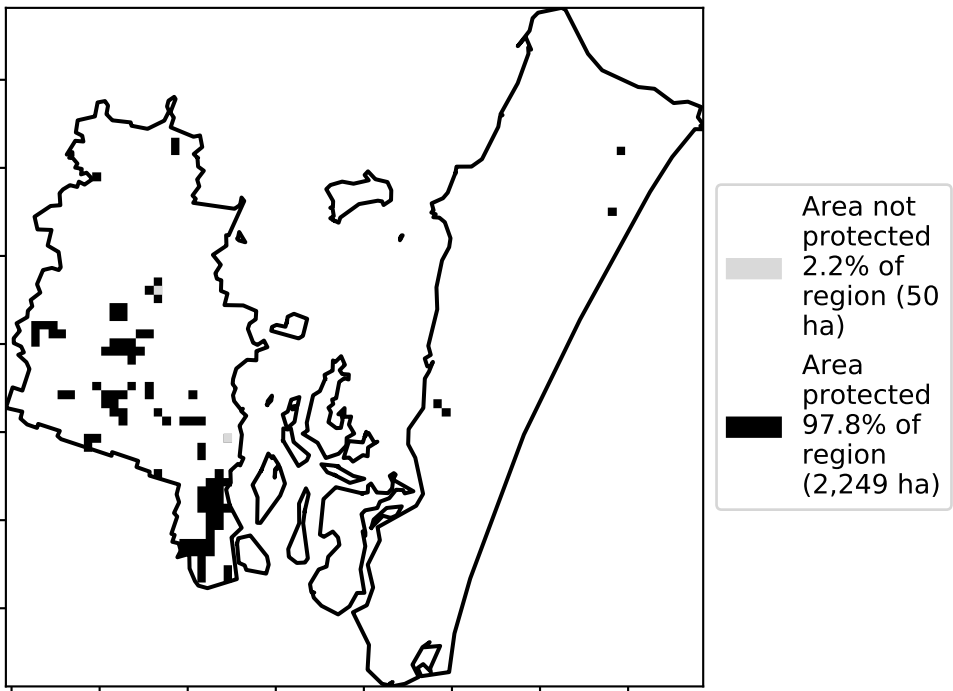 Area not
protected
2.2% of
region (50
ha)
Area
protected
97.8% of
region
(2,249 ha)